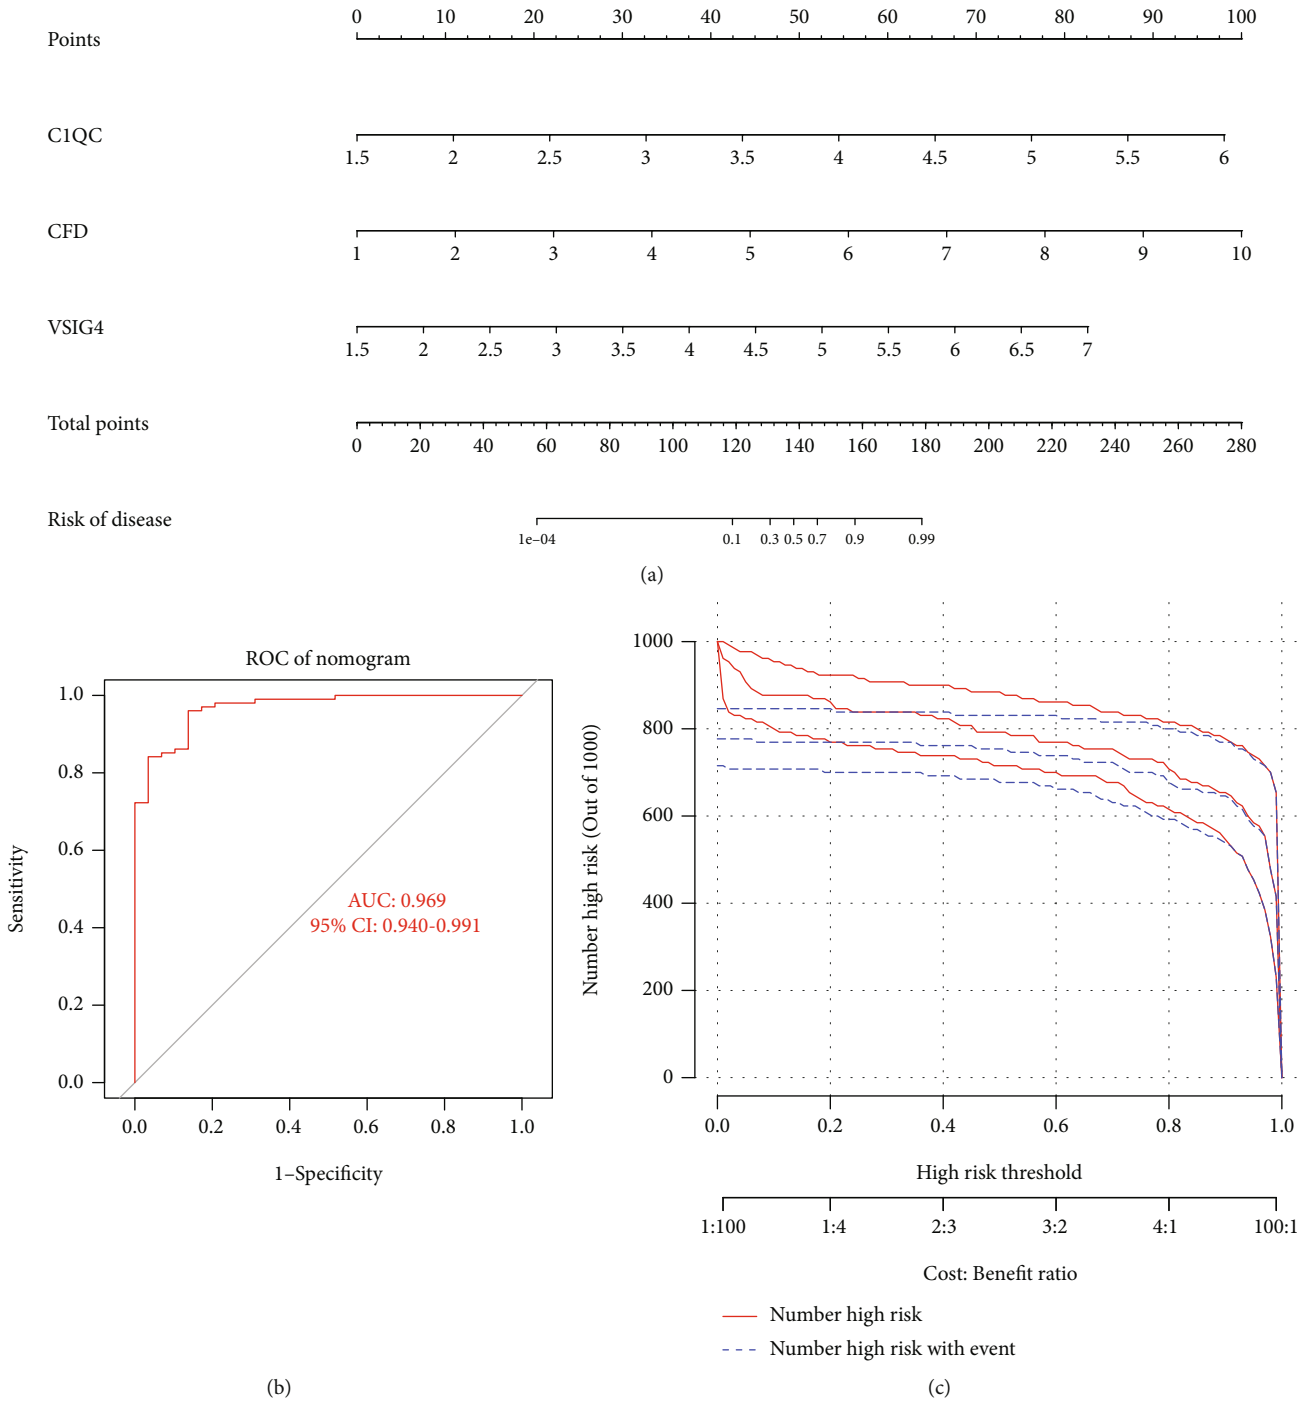 0 10 20 30 40 50 60 70 80 90 100
Points
C1QC
1.5 2 2.5 3 3.5 4 4.5 5 5.5 6
CFD
1 2 3 4 5 6 7 8 9 10
VSIG4
1.5 2 2.5 3 3.5 4 4.5 5 5.5 6 6.5 7
Total points
0 20 40 60 80 100 120 140 160 180 200 220 240 260 280
Risk of disease
1e–04 0.1 0.3 0.5 0.7 0.9 0.99
(a)
ROC of nomogram
Sensitivity
1.0
0.8
0.6
0.4
0.2
0.0
AUC: 0.969
95% CI: 0.940-0.991
0.0 0.2 0.4 0.6 0.8 1.0
1–Specificity
(b)
Number high risk (Out of 1000)
1000
800
600
400
200
0
0.0 0.2 0.4 0.6 0.8 1.0
High risk threshold
1:100 1:4 2:3 3:2 4:1 100:1
Cost: Benefit ratio
Number high risk
Number high risk with event
(c)